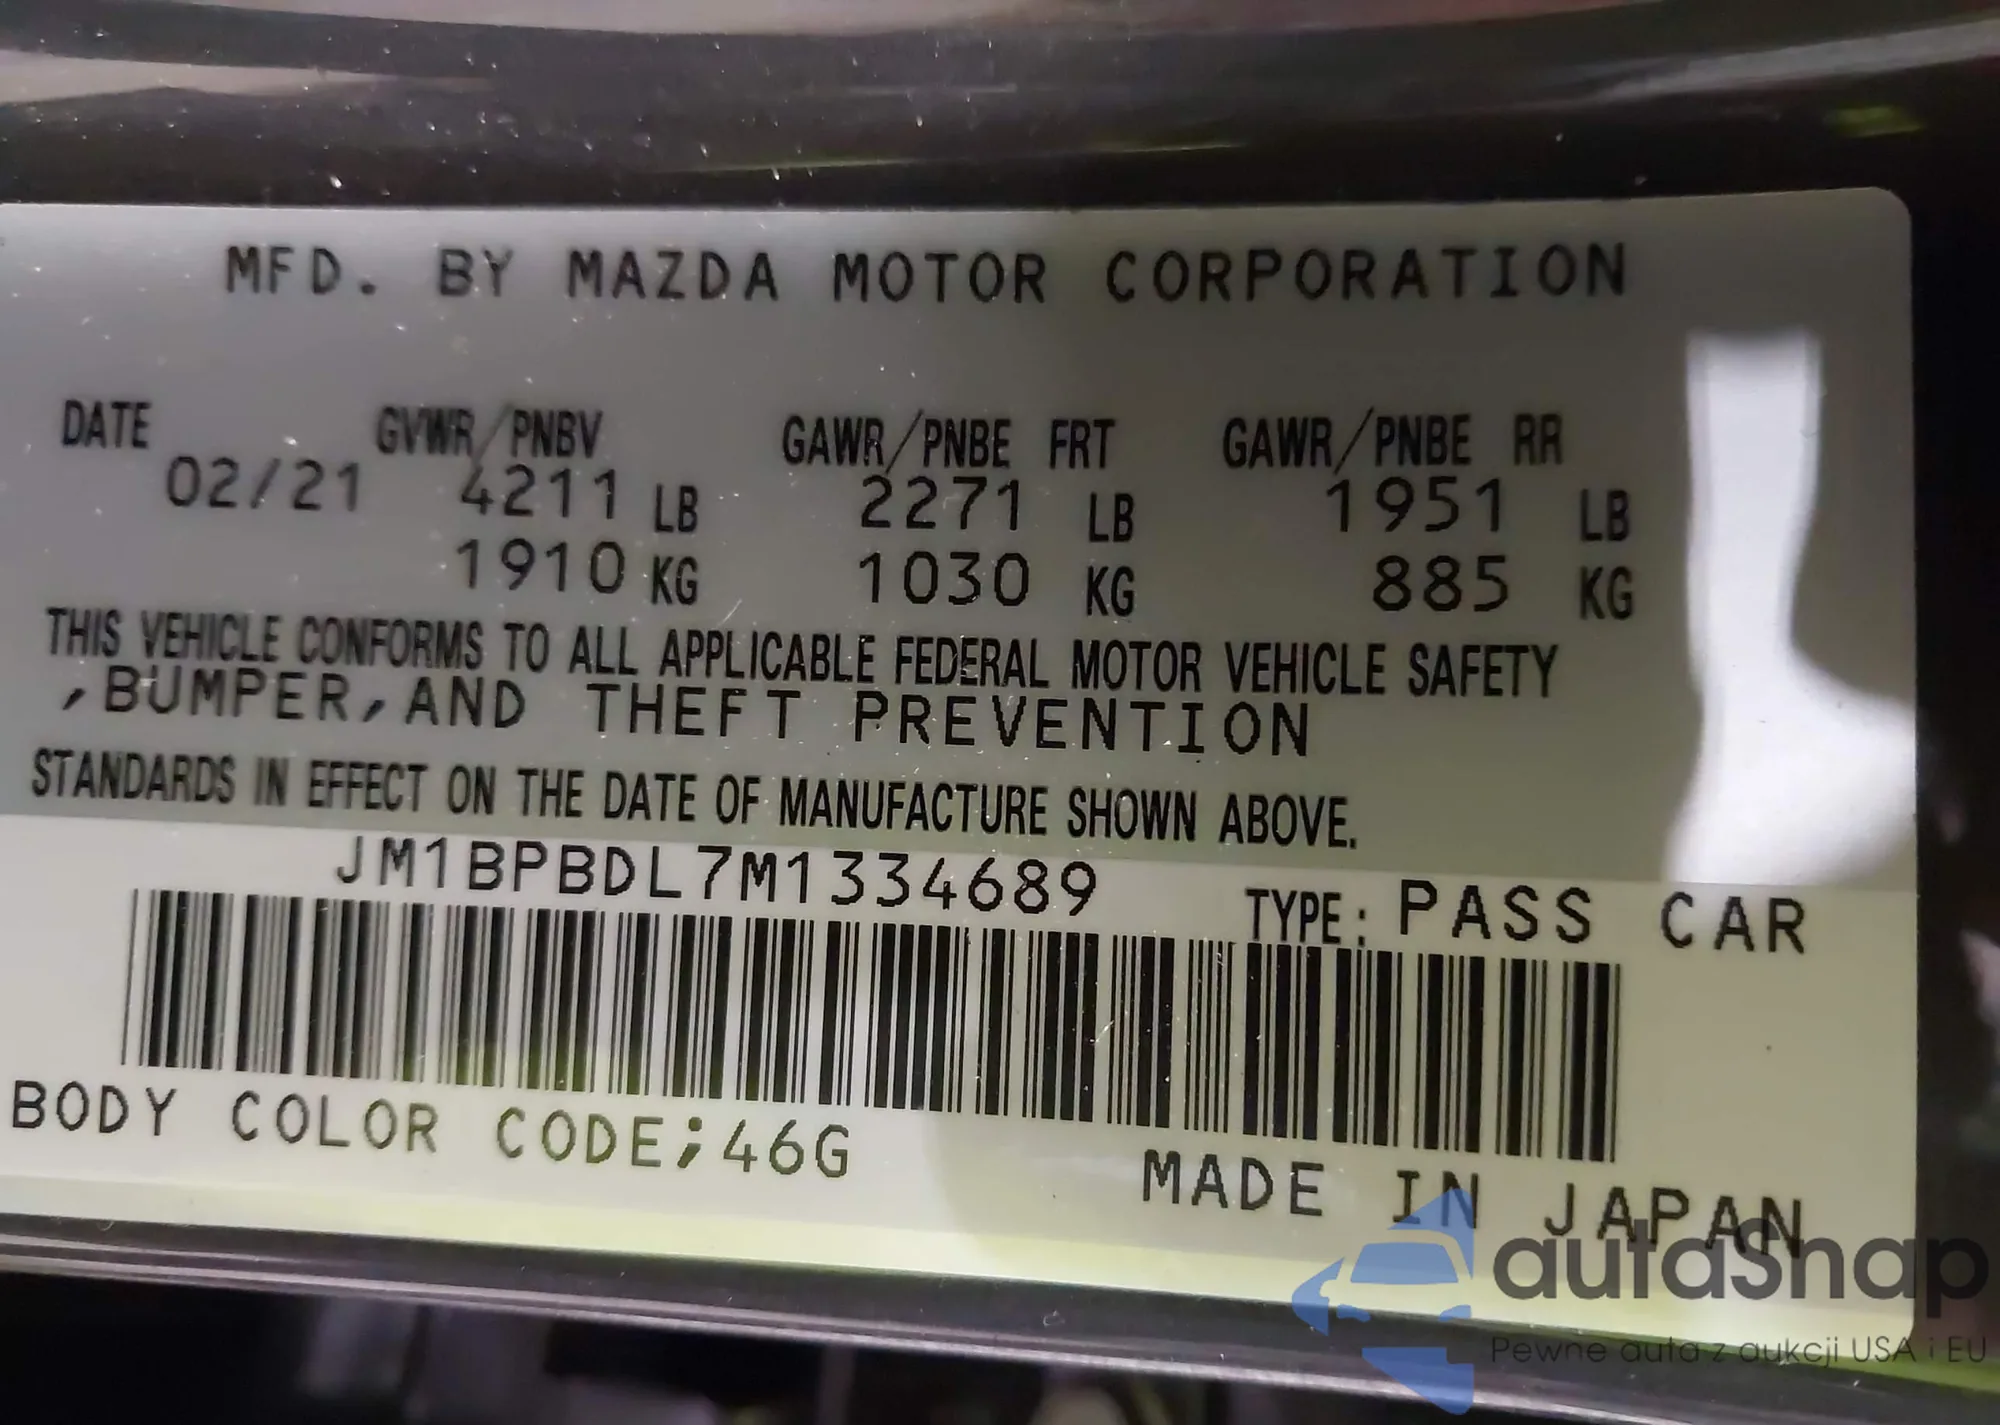 MFD. BY MAZDA MOTOR CORPORATION
DATE GVWR/PNBV GAWR/PNBE FRT GAWR/PNBE RR
02/21 4211 LB 2271 LB 1951 LB
1910 KG 1030 KG 885 KG
THIS VEHICLE CONFORMS TO ALL APPLICABLE FEDERAL MOTOR VEHICLE SAFETY
,BUMPER,AND THEFT PREVENTION
STANDARDS IN EFFECT ON THE DATE OF MANUFACTURE SHOWN ABOVE.
JM1BPBDL7M1334689 TYPE: PASS CAR
BODY COLOR CODE;46G
MADE IN JAPAN
autaSnap
Pewne auta z aukcji USA i EU